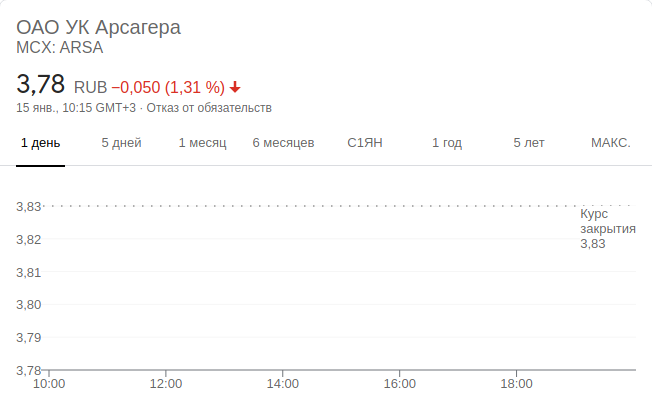 ОАО УК Арсагера
MCX: ARSA
3,78 RUB −0,050 (1,31 %)
15 янв., 10:15 GMT+3 · Отказ от обязательств
1 день 5 дней 1 месяц 6 месяцев С1ЯН 1 год 5 лет МАКС.
3,83
Курс
закрытия
3,83
3,82
3,81
3,80
3,79
3,78
10:00 12:00 14:00 16:00 18:00